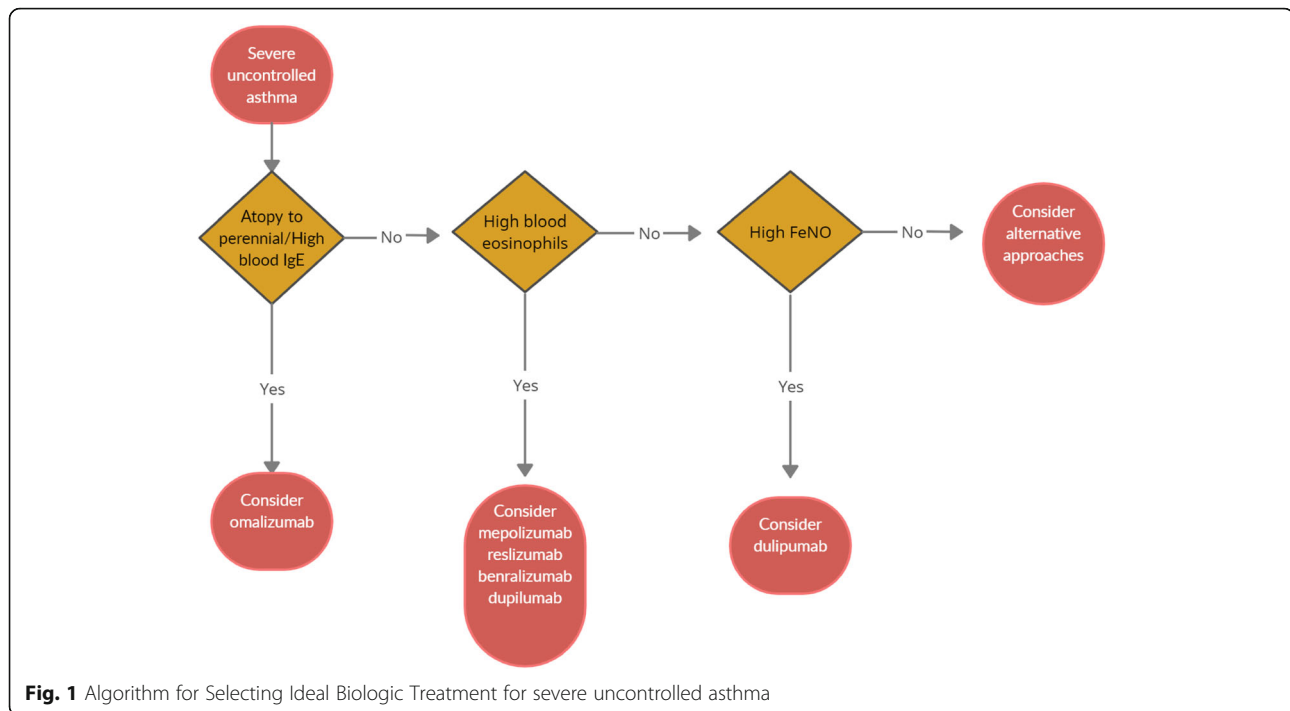 Severe
uncontrolled
asthma
Atopy to
perennial/High
blood IgE
No
High blood
eosinophils
No
High FeNO
No
Consider
alternative
approaches
Yes
Yes
Yes
Consider
omalizumab
Consider
mepolizumab
reslizumab
benralizumab
dupilumab
Consider
dulipumab
Fig. 1 Algorithm for Selecting Ideal Biologic Treatment for severe uncontrolled asthma